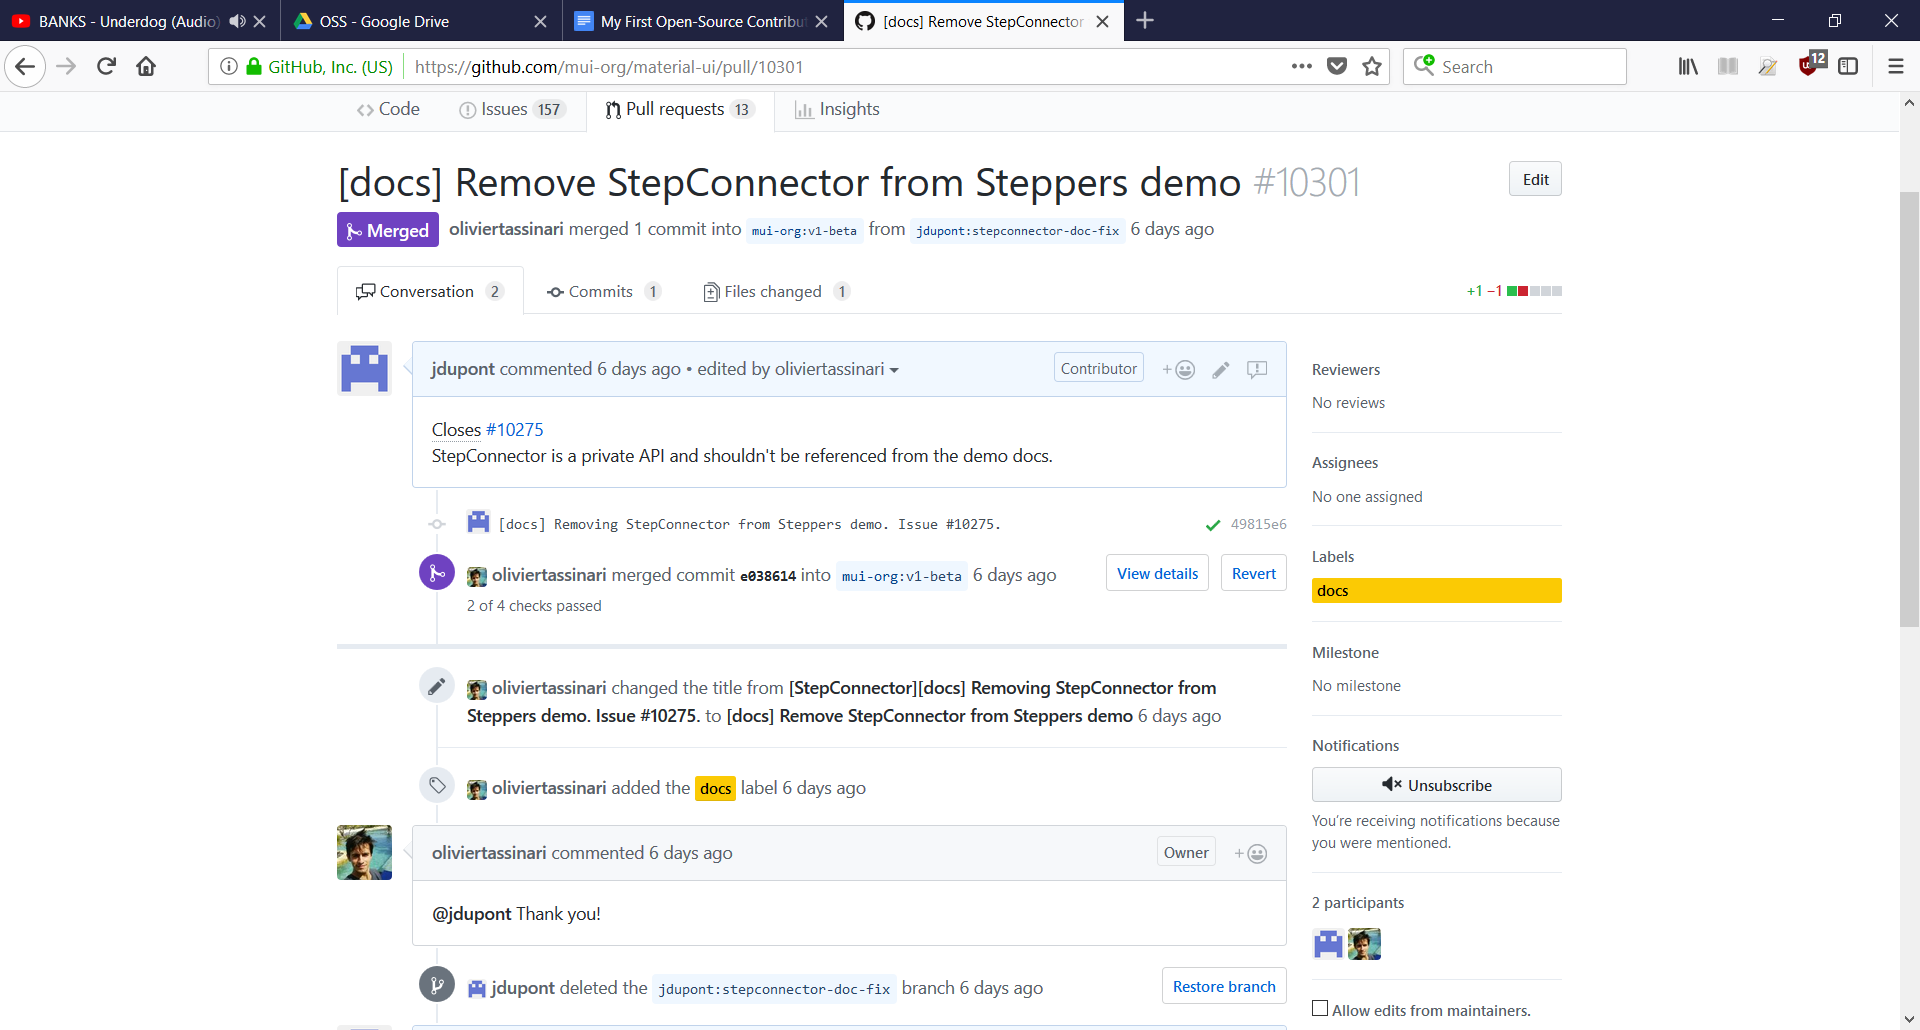 BANKS - Underdog (Audio)
OSS - Google Drive
My First Open-Source Contribu
[docs] Remove StepConnector
GitHub, Inc. (US)
https://github.com/mui-org/material-ui/pull/10301
Search
12
Code
Issues 157
Pull requests 13
Insights
[docs] Remove StepConnector from Steppers demo #10301
Edit
Merged
oliviertassinari merged 1 commit into mui-org:v1-beta from jdupont:stepconnector-doc-fix 6 days ago
Conversation 2
Commits 1
Files changed 1
+1 −1
jdupont commented 6 days ago • edited by oliviertassinari
Contributor
Closes #10275
StepConnector is a private API and shouldn't be referenced from the demo docs.
[docs] Removing StepConnector from Steppers demo. Issue #10275.
49815e6
oliviertassinari merged commit e038614 into mui-org:v1-beta 6 days ago
View details
Revert
2 of 4 checks passed
oliviertassinari changed the title from [StepConnector][docs] Removing StepConnector from
Steppers demo. Issue #10275. to [docs] Remove StepConnector from Steppers demo 6 days ago
oliviertassinari added the docs label 6 days ago
oliviertassinari commented 6 days ago
Owner
@jdupont Thank you!
jdupont deleted the jdupont:stepconnector-doc-fix branch 6 days ago
Restore branch
Reviewers
No reviews
Assignees
No one assigned
Labels
docs
Milestone
No milestone
Notifications
Unsubscribe
You’re receiving notifications because
you were mentioned.
2 participants
Allow edits from maintainers.